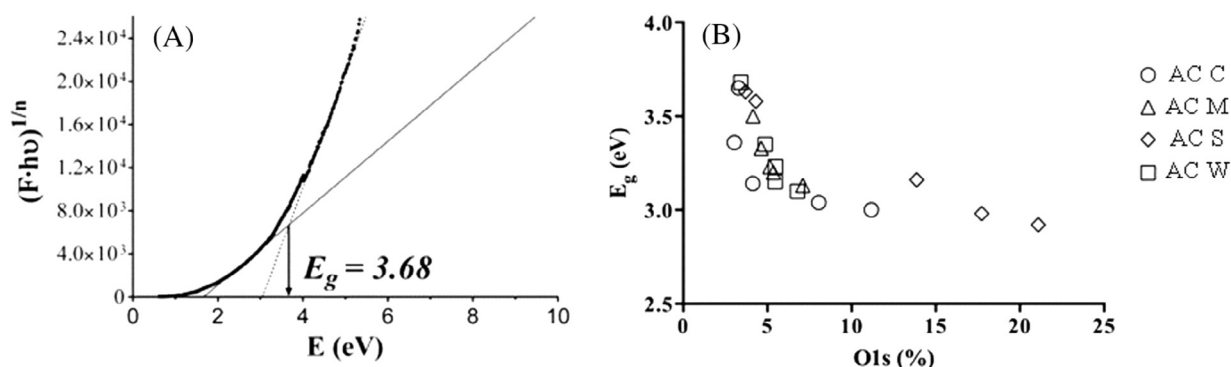 (A)
(F·hυ)^1/n
2.4×10⁴
2.0×10⁴
1.6×10⁴
1.2×10⁴
8.0×10³
4.0×10³
0
E_g = 3.68
0 2 4 6 8 10
E (eV)
(B)
E_g (eV)
4.0
3.5
3.0
2.5
0 5 10 15 20 25
O1s (%)
AC C
AC M
AC S
AC W